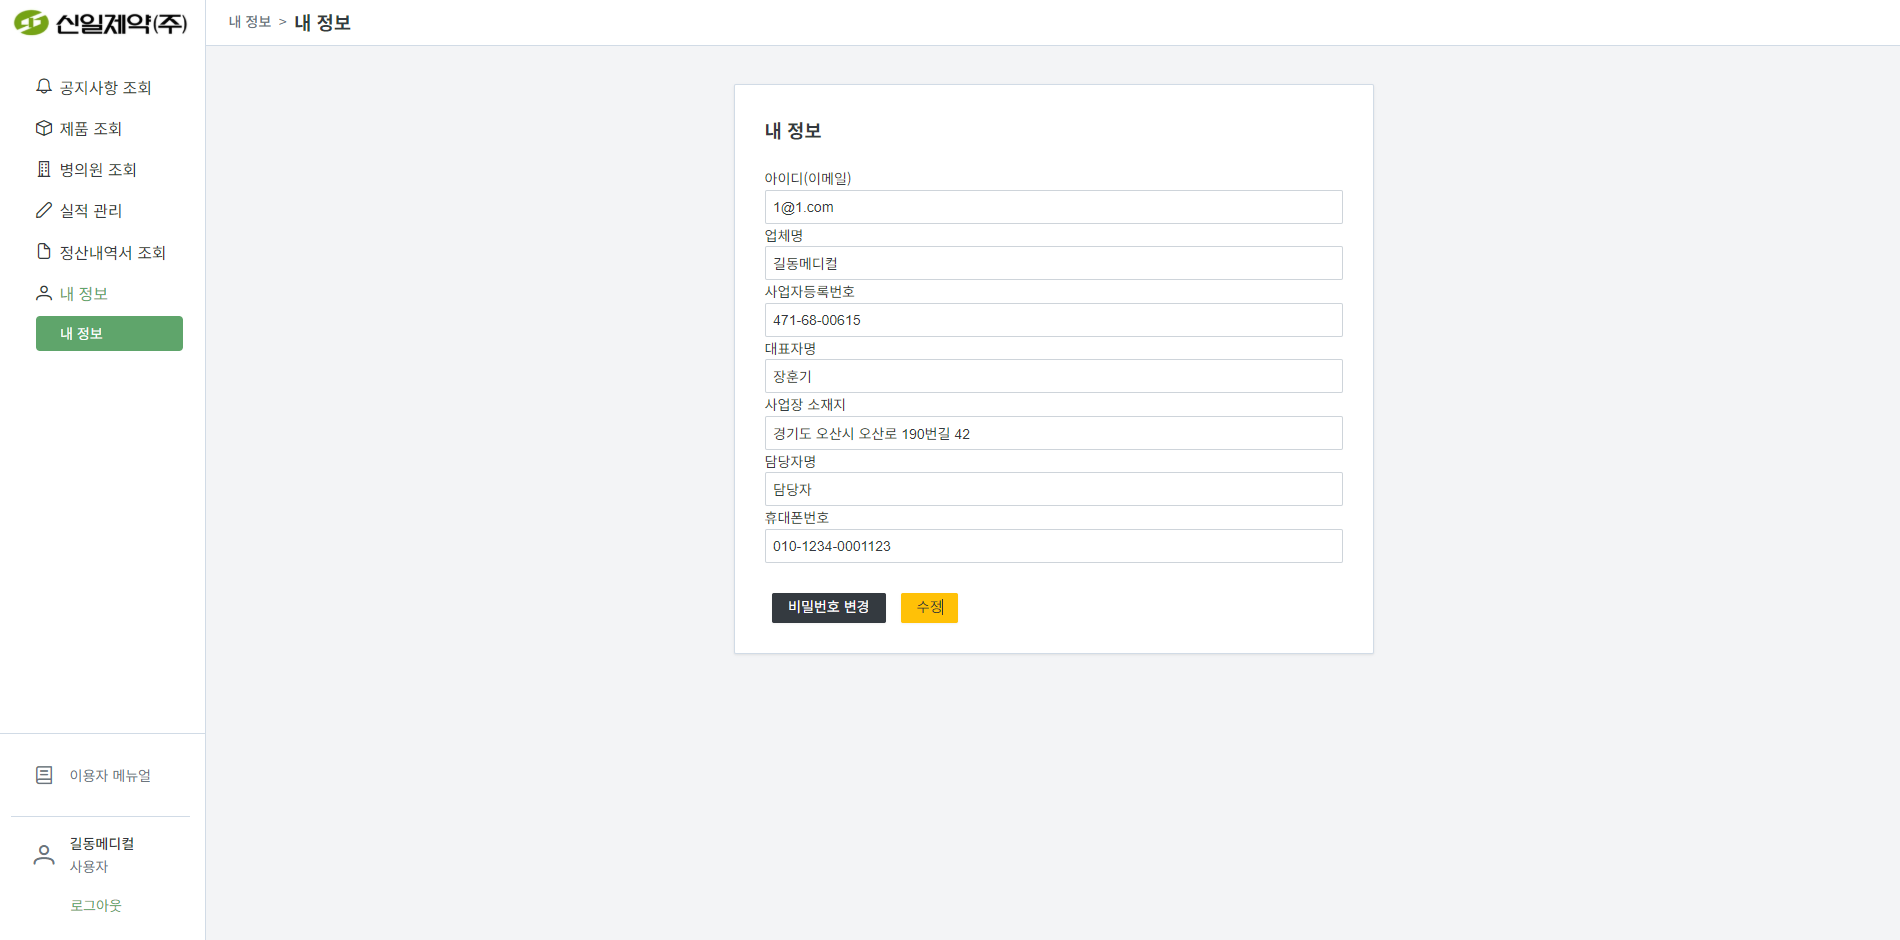 신일제약(주)
내 정보 > 내 정보
공지사항 조회
제품 조회
병의원 조회
실적 관리
정산내역서 조회
내 정보
내 정보
내 정보
아이디(이메일)
1@1.com
업체명
길동메디컬
사업자등록번호
471-68-00615
대표자명
장훈기
사업장 소재지
경기도 오산시 오산로 190번길 42
담당자명
담당자
휴대폰번호
010-1234-0001123
비밀번호 변경
수정
이용자 메뉴얼
길동메디컬
사용자
로그아웃